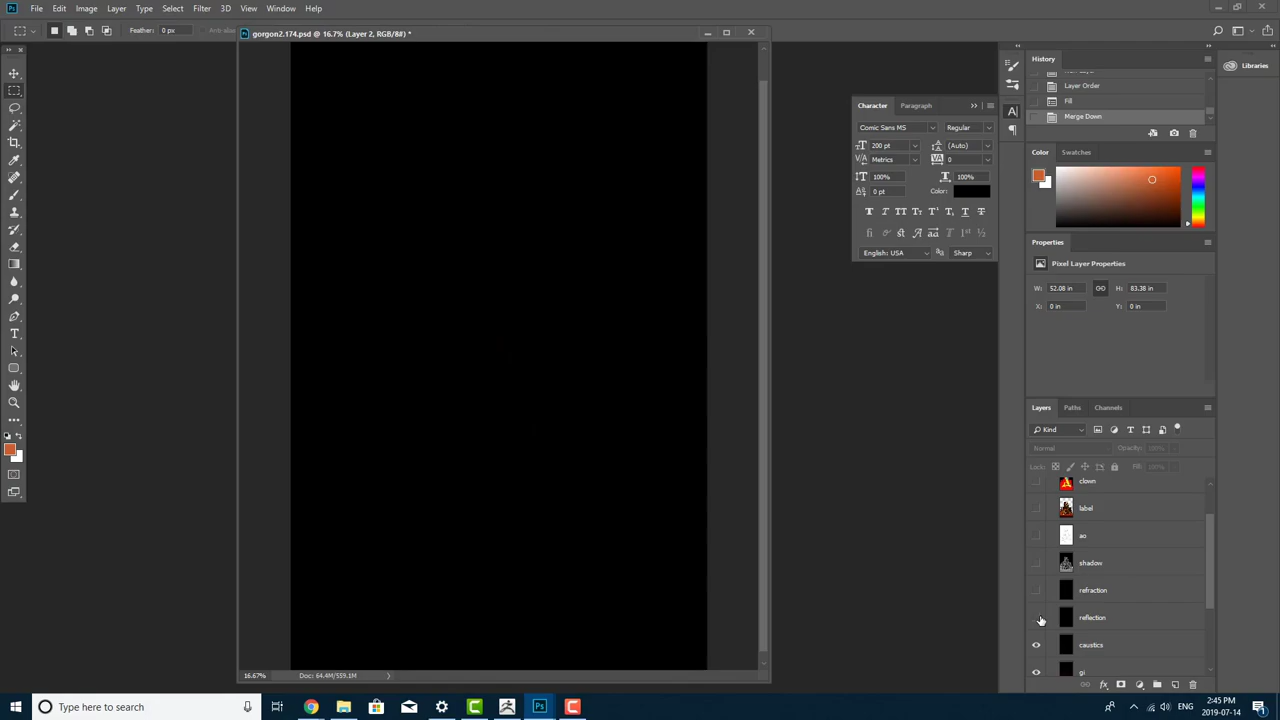 File Edit Image Layer Type Select Filter 3D View Window Help
Feather: 0 px Anti-alias
gorgon2.174.psd @ 16.7% (Layer 2, RGB/8#) *
History
Layer Order
Fill
Merge Down
Libraries
Character Paragraph
Comic Sans MS Regular
200 pt (Auto)
Metrics 0
100% 100%
0 pt Color:
English: USA Sharp
Color Swatches
Properties
Pixel Layer Properties
W: 52.08 in H: 83.38 in
X: 0 in Y: 0 in
Layers Paths Channels
Kind
Normal Opacity: 100%
Lock: Fill: 100%
clown
label
ao
shadow
refraction
reflection
caustics
gi
16.67% Doc: 64.4M/559.1M
Type here to search
ENG
2:45 PM
2019-07-14